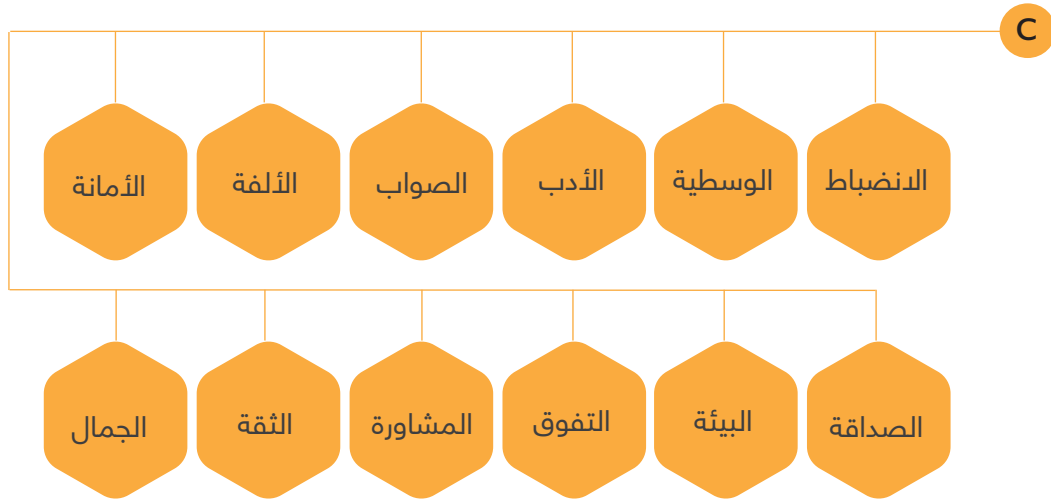 C
الانضباط
الوسطية
الأدب
الصواب
الألفة
الأمانة
الصداقة
البيئة
التفوق
المشاورة
الثقة
الجمال